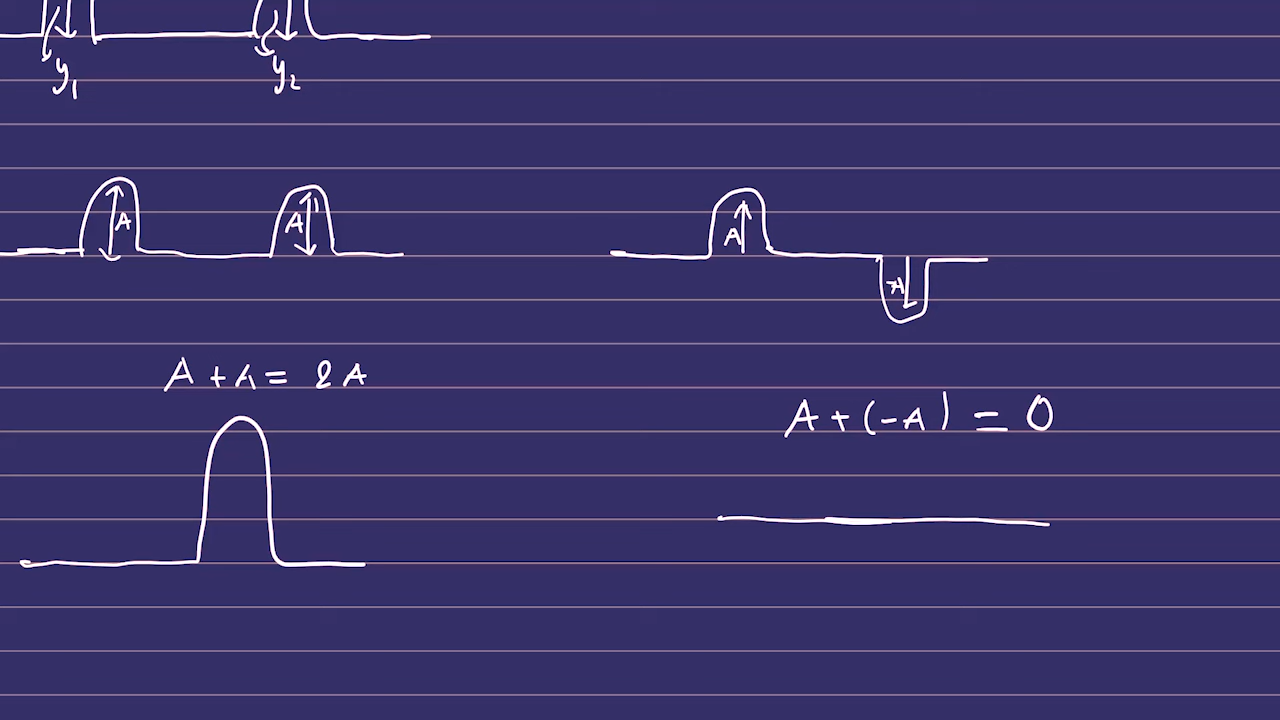 y1 y2
A A
A
-A
A + A = 2A
A + (-A) = 0